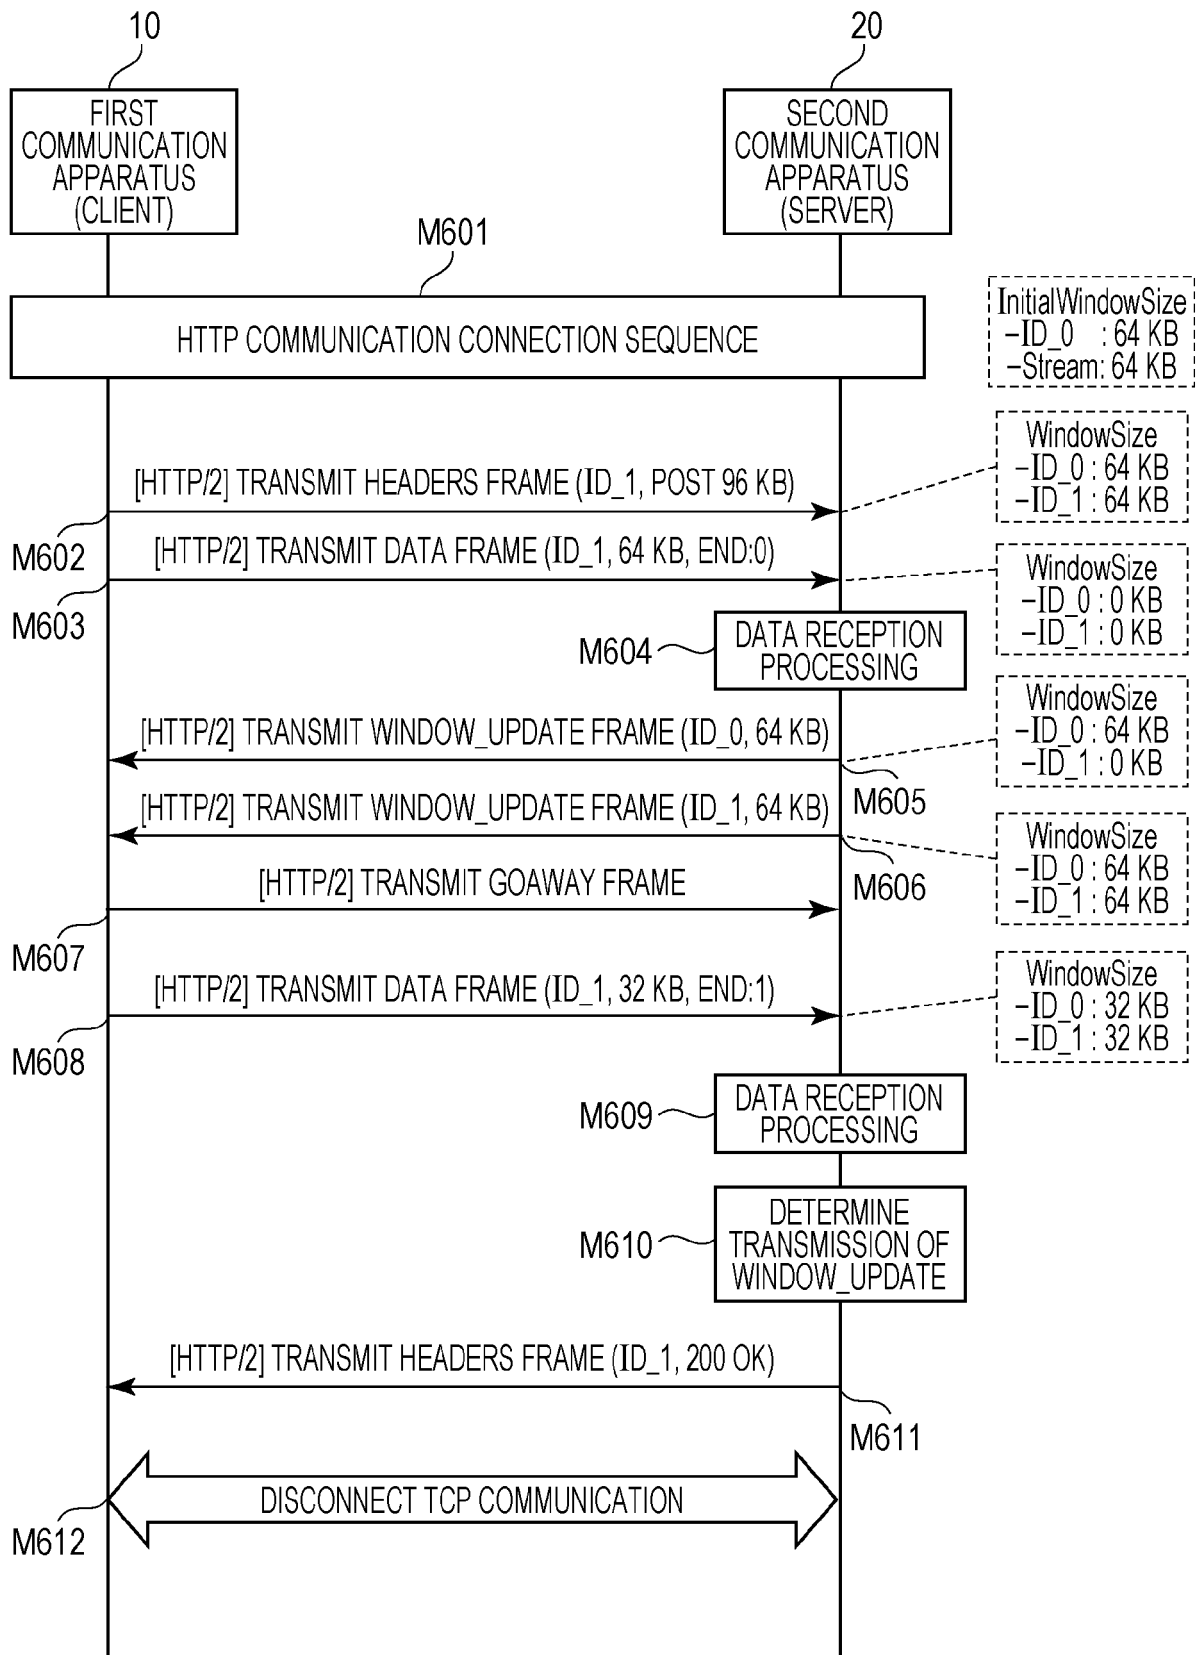 10
20
FIRST
COMMUNICATION
APPARATUS
(CLIENT)
SECOND
COMMUNICATION
APPARATUS
(SERVER)
M601
HTTP COMMUNICATION CONNECTION SEQUENCE
InitialWindowSize
–ID_0 : 64 KB
–Stream: 64 KB
[HTTP/2] TRANSMIT HEADERS FRAME (ID_1, POST 96 KB)
M602
WindowSize
–ID_0 : 64 KB
–ID_1 : 64 KB
[HTTP/2] TRANSMIT DATA FRAME (ID_1, 64 KB, END:0)
M603
WindowSize
–ID_0 : 0 KB
–ID_1 : 0 KB
M604
DATA RECEPTION
PROCESSING
[HTTP/2] TRANSMIT WINDOW_UPDATE FRAME (ID_0, 64 KB)
M605
WindowSize
–ID_0 : 64 KB
–ID_1 : 0 KB
[HTTP/2] TRANSMIT WINDOW_UPDATE FRAME (ID_1, 64 KB)
M606
WindowSize
–ID_0 : 64 KB
–ID_1 : 64 KB
[HTTP/2] TRANSMIT GOAWAY FRAME
M607
[HTTP/2] TRANSMIT DATA FRAME (ID_1, 32 KB, END:1)
M608
WindowSize
–ID_0 : 32 KB
–ID_1 : 32 KB
M609
DATA RECEPTION
PROCESSING
M610
DETERMINE
TRANSMISSION OF
WINDOW_UPDATE
[HTTP/2] TRANSMIT HEADERS FRAME (ID_1, 200 OK)
M611
DISCONNECT TCP COMMUNICATION
M612